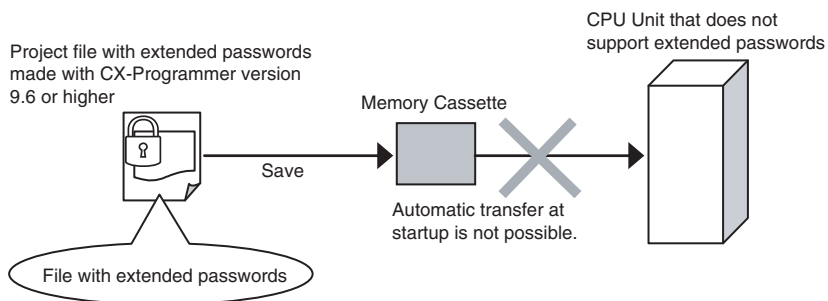 CPU Unit that does not
support extended passwords
Project file with extended passwords
made with CX-Programmer version
9.6 or higher
Memory Cassette
Save
Automatic transfer at
startup is not possible.
File with extended passwords